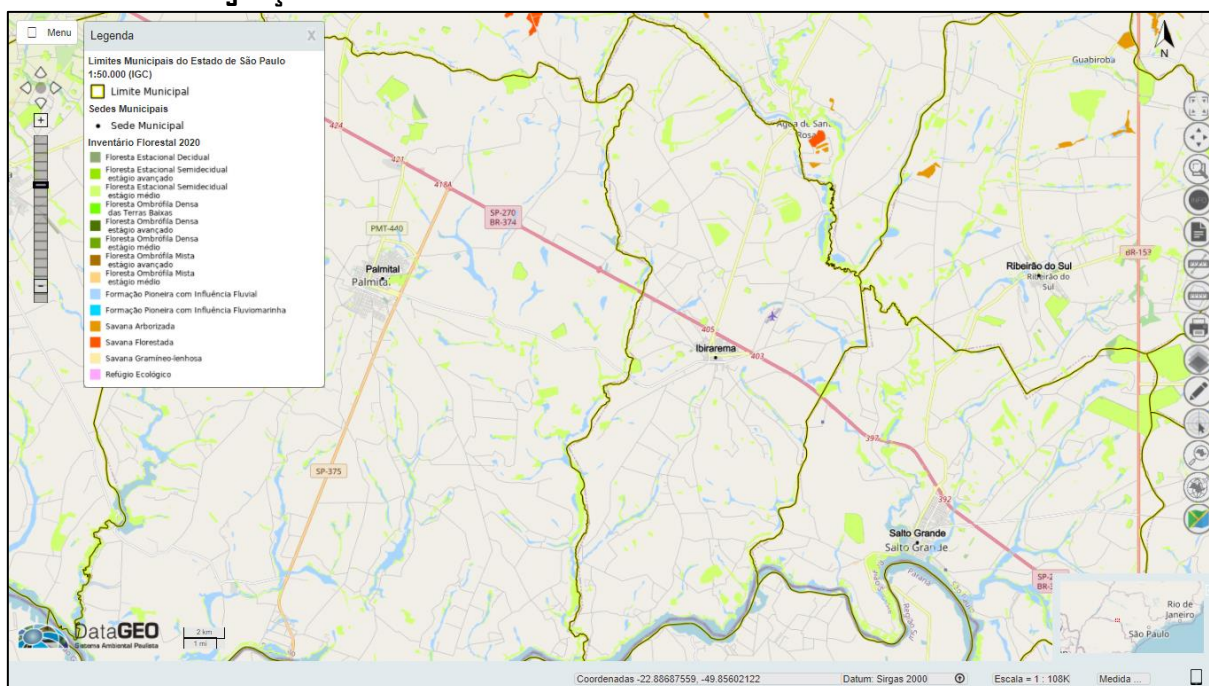 Menu
Legenda
X
Limites Municipais do Estado de São Paulo
1:50.000 (IGC)
Limite Municipal
Sedes Municipais
Sede Municipal
Inventário Florestal 2020
Floresta Estacional Decidual
Floresta Estacional Semidecidual
estágio avançado
Floresta Estacional Semidecidual
estágio médio
Floresta Ombrófila Densa
das Terras Baixas
Floresta Ombrófila Densa
estágio avançado
Floresta Ombrófila Densa
estágio médio
Floresta Ombrófila Mista
estágio avançado
Floresta Ombrófila Mista
estágio médio
Formação Pioneira com Influência Fluvial
Formação Pioneira com Influência Fluviomarinha
Savana Arborizada
Savana Florestada
Savana Gramíneo-lenhosa
Refúgio Ecológico
N
Guabiroba
424
421
418A
SP-270
BR-374
PMT-440
Palmital
Palmital
BR-153
Ribeirão do Sul
Ribeirão do
Sul
405
403
Ibirarema
397
SP-375
392
Salto Grande
Salto Grande
Paraná
DataGEO
Sistema Ambiental Paulista
2 km
1 mi
Rio de
Janeiro
São Paulo
Coordenadas -22.88687559, -49.85602122
Datum: Sirgas 2000
Escala = 1 : 108K
Medida ...